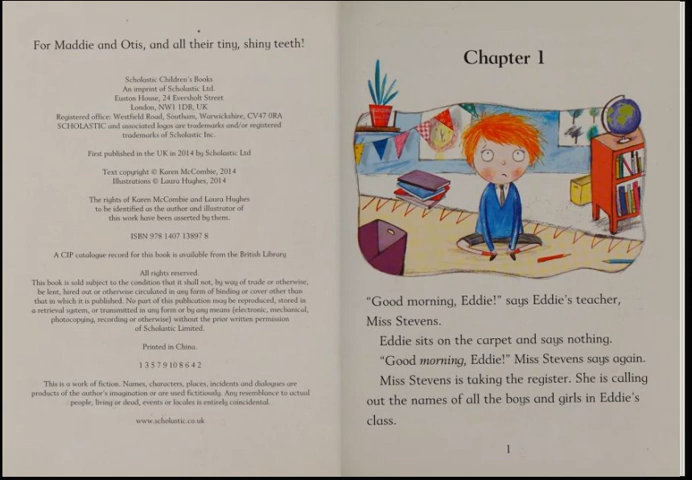 For Maddie and Otis, and all their tiny, shiny teeth!
Scholastic Children's Books
An imprint of Scholastic Ltd.
Euston House, 24 Eversholt Street
London, NW1 1DB, UK
Registered office: Westfield Road, Southam, Warwickshire, CV47 0RA
SCHOLASTIC and associated logos are trademarks and/or registered
trademarks of Scholastic Inc.
First published in the UK in 2014 by Scholastic Ltd
Text copyright © Karen McCombie, 2014
Illustrations © Laura Hughes, 2014
The rights of Karen McCombie and Laura Hughes
to be identified as the author and illustrator of
this work have been asserted by them.
ISBN 978 1407 13897 8
A CIP catalogue record for this book is available from the British Library
All rights reserved.
This book is sold subject to the condition that it shall not, by way of trade or otherwise,
be lent, hired out or otherwise circulated in any form of binding or cover other than
that in which it is published. No part of this publication may be reproduced, stored in
a retrieval system, or transmitted in any form or by any means (electronic, mechanical,
photocopying, recording or otherwise) without the prior written permission
of Scholastic Limited.
Printed in China.
1 3 5 7 9 10 8 6 4 2
This is a work of fiction. Names, characters, places, incidents and dialogues are
products of the author's imagination or are used fictitiously. Any resemblance to actual
people, living or dead, events or locales is entirely coincidental.
www.scholastic.co.uk
Chapter 1
"Good morning, Eddie!" says Eddie's teacher,
Miss Stevens.
Eddie sits on the carpet and says nothing.
"Good morning, Eddie!" Miss Stevens says again.
Miss Stevens is taking the register. She is calling
out the names of all the boys and girls in Eddie's
class.
1